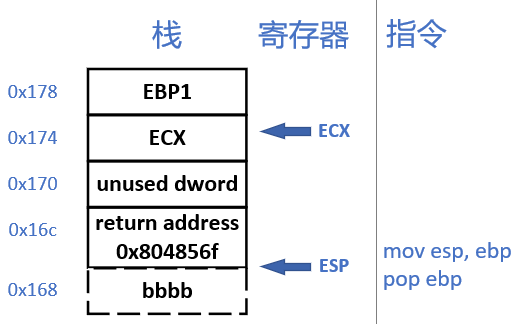 栈 寄存器 指令
0x178 EBP1
0x174 ECX ECX
0x170 unused dword
0x16c return address
0x804856f
ESP
mov esp, ebp
pop ebp
0x168 bbbb